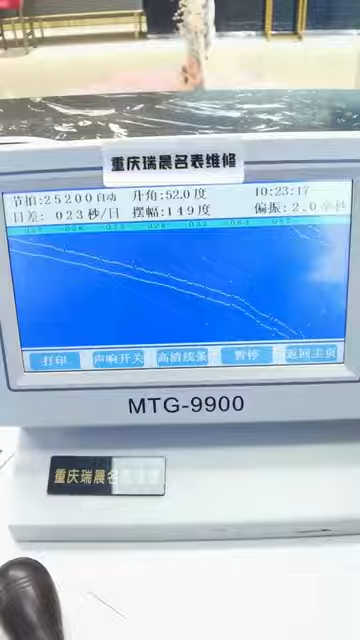 重庆瑞晨名表维修
节拍:25200自动 升角:52.0度 10:23:17
日差: 023秒/日 摆幅:149度 偏振:2.0毫秒
打印 声响开关 高清线条 暂停 返回主页
MTG-9900
重庆瑞晨名表维修